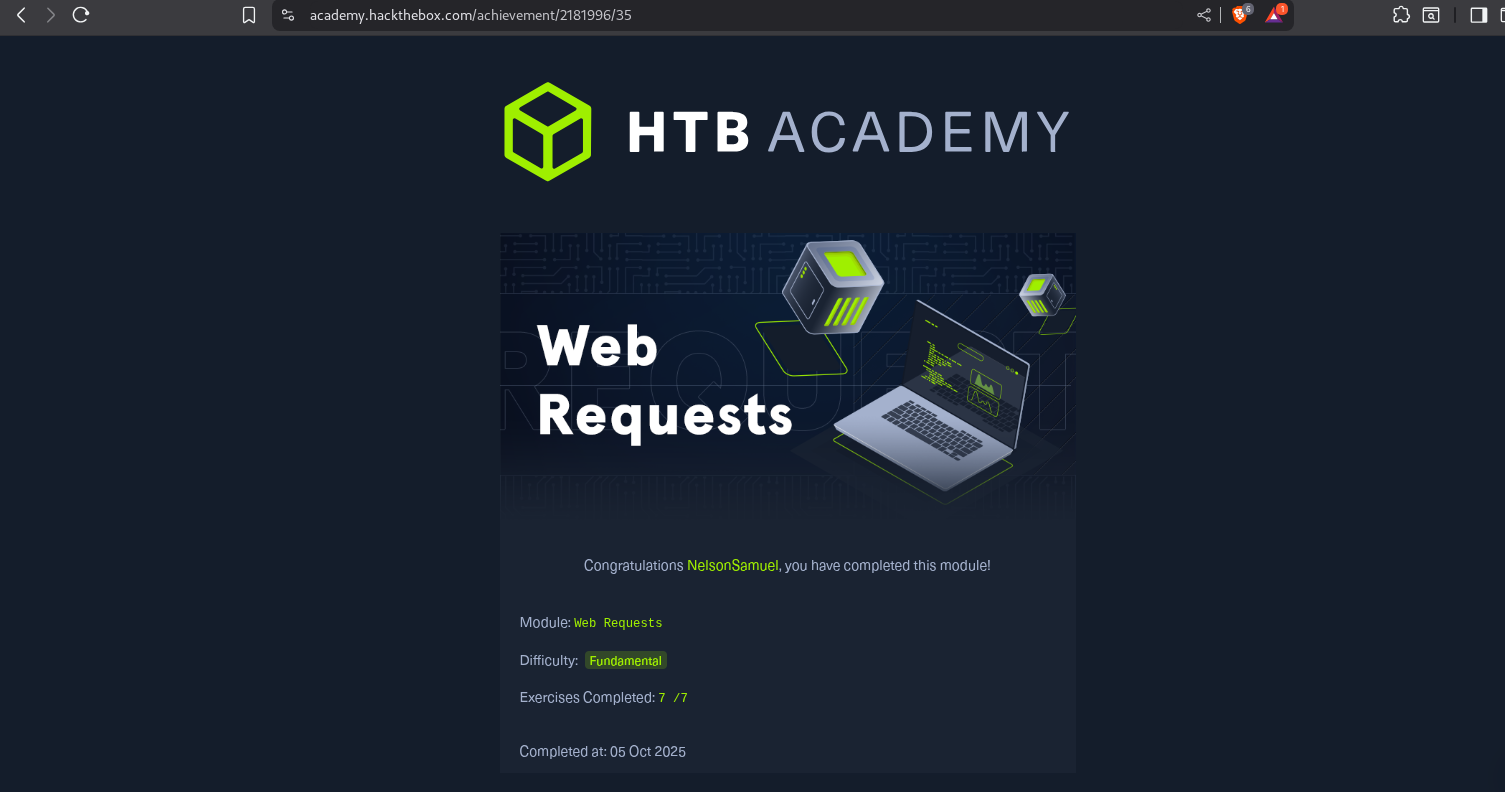 academy.hackthebox.com/achievement/2181996/35
6
1
HTB ACADEMY
REQUEST
Web
Requests
Congratulations NelsonSamuel, you have completed this module!
Module: Web Requests
Difficulty: Fundamental
Exercises Completed: 7 /7
Completed at: 05 Oct 2025